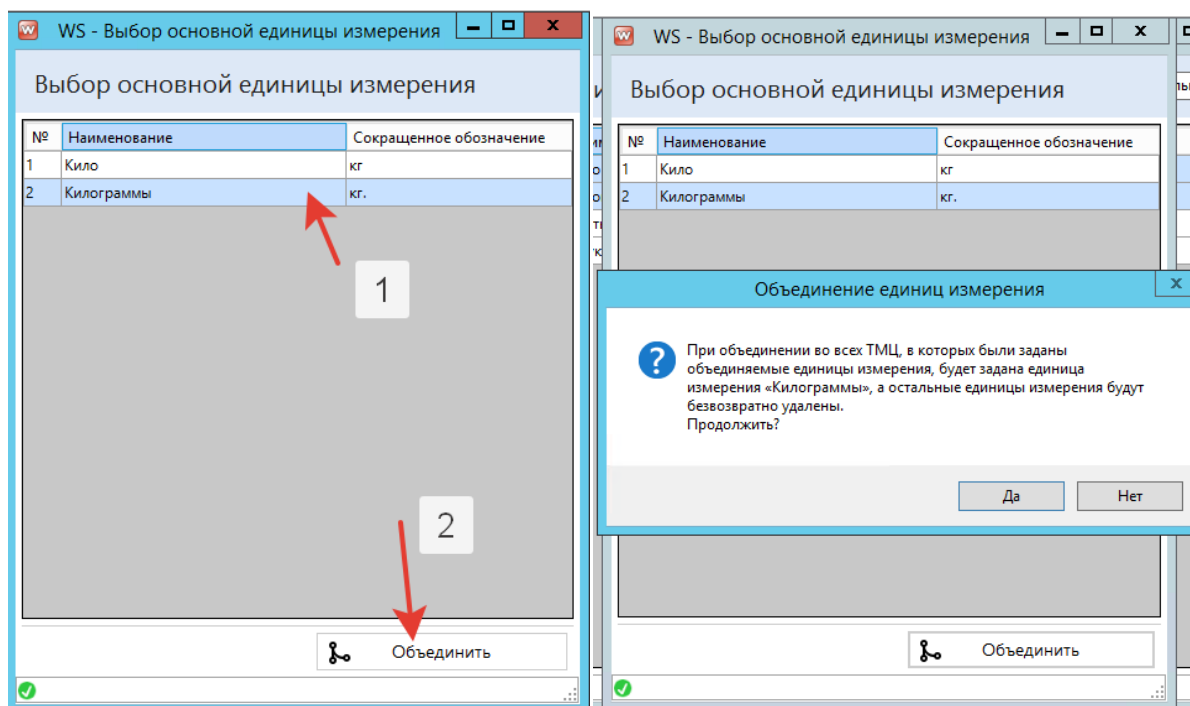 WS - Выбор основной единицы измерения
Выбор основной единицы измерения
№ Наименование Сокращенное обозначение
1 Кило кг
2 Килограммы кг.
1
2
Объединить
WS - Выбор основной единицы измерения
Выбор основной единицы измерения
№ Наименование Сокращенное обозначение
1 Кило кг
2 Килограммы кг.
Объединение единиц измерения
При объединении во всех ТМЦ, в которых были заданы
объединяемые единицы измерения, будет задана единица
измерения «Килограммы», а остальные единицы измерения будут
безвозвратно удалены.
Продолжить?
Да Нет
Объединить